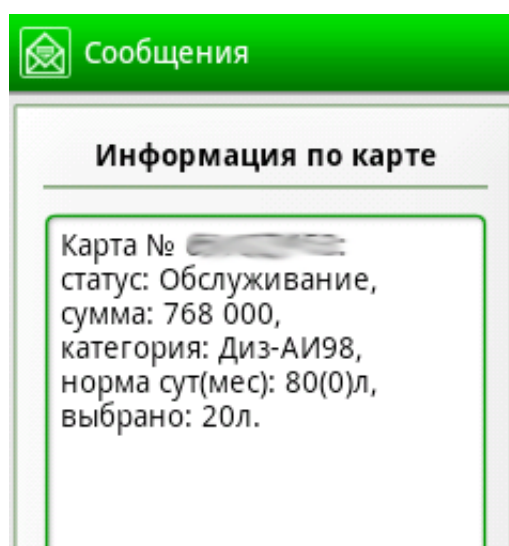 Сообщения
Информация по карте
Карта №
статус: Обслуживание,
сумма: 768 000,
категория: Диз-АИ98,
норма сут(мес): 80(0)л,
выбрано: 20л.